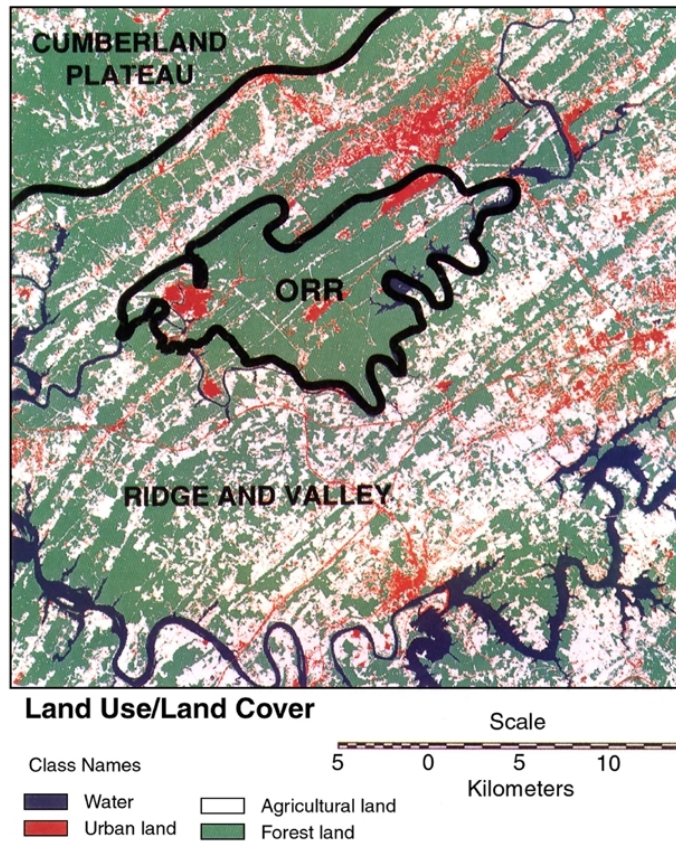 CUMBERLAND
PLATEAU
ORR
RIDGE AND VALLEY
Land Use/Land Cover
Scale
5 0 5 10
Kilometers
Class Names
Water
Urban land
Agricultural land
Forest land